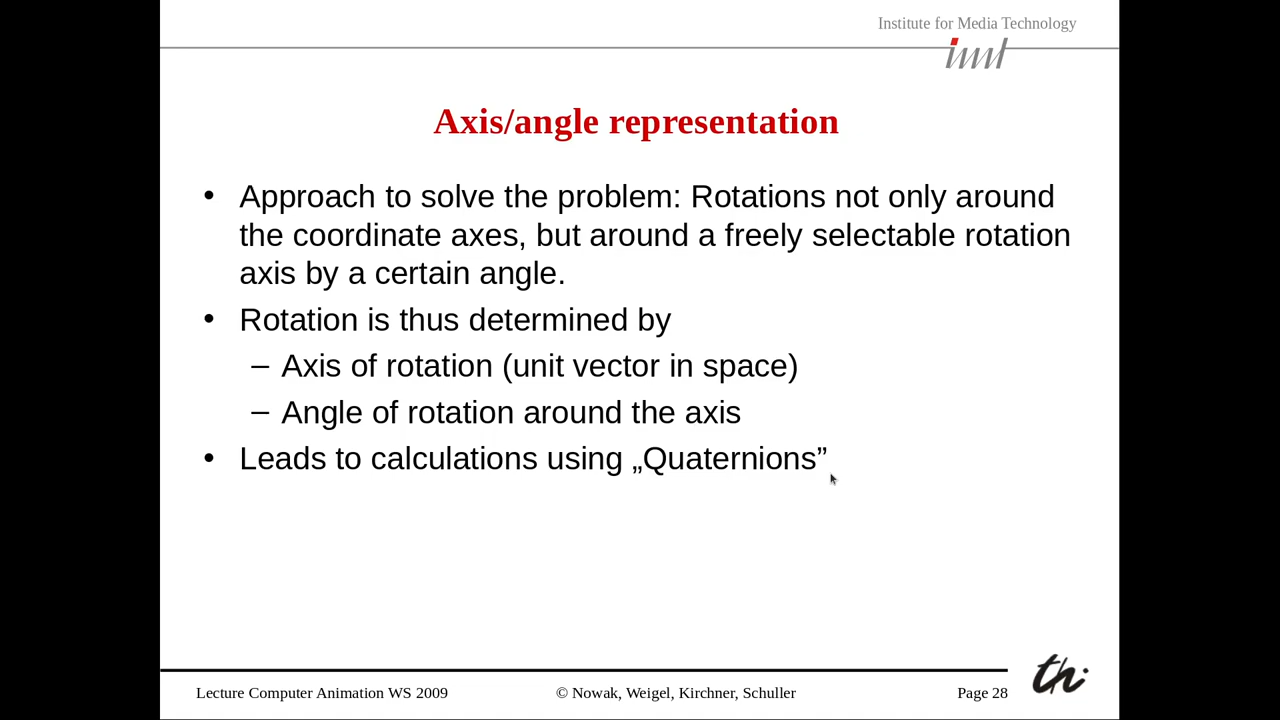 Institute for Media Technology
iml
Axis/angle representation
• Approach to solve the problem: Rotations not only around
the coordinate axes, but around a freely selectable rotation
axis by a certain angle.
• Rotation is thus determined by
– Axis of rotation (unit vector in space)
– Angle of rotation around the axis
• Leads to calculations using „Quaternions”
th
Lecture Computer Animation WS 2009 © Nowak, Weigel, Kirchner, Schuller Page 28